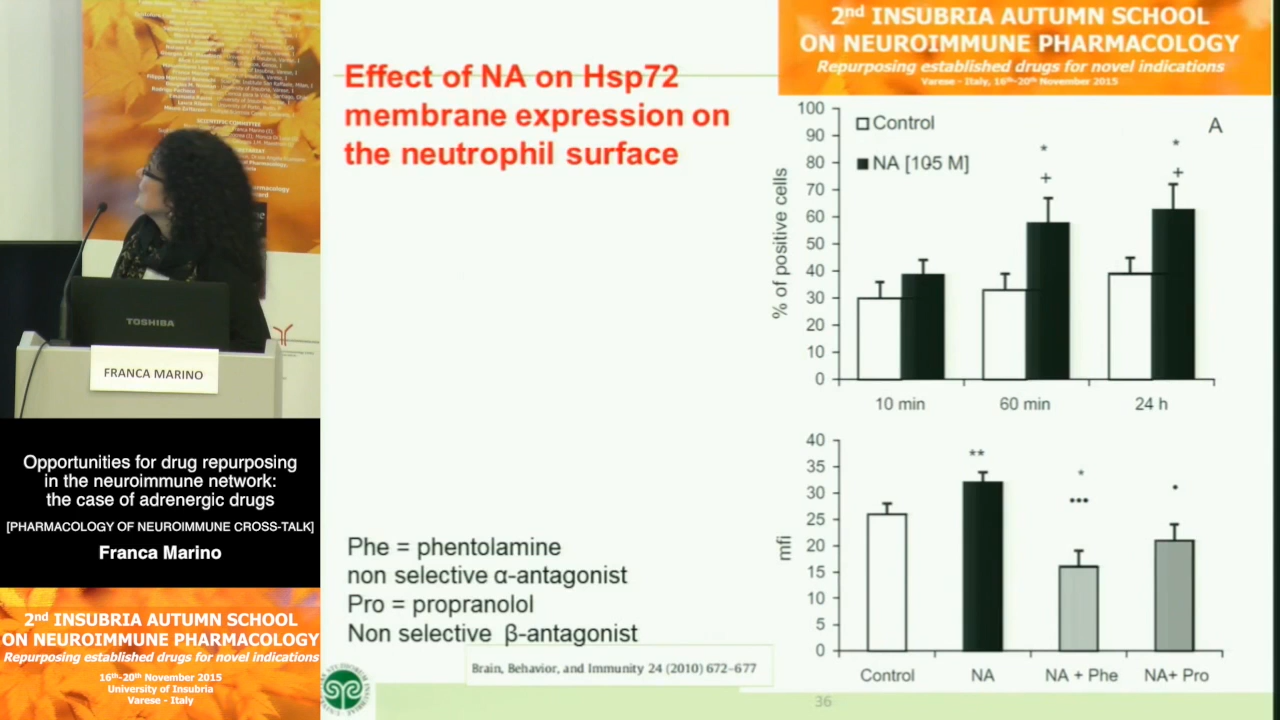 TOSHIBA
FRANCA MARINO
Opportunities for drug repurposing
in the neuroimmune network:
the case of adrenergic drugs
[PHARMACOLOGY OF NEUROIMMUNE CROSS-TALK]
Franca Marino
2nd INSUBRIA AUTUMN SCHOOL
ON NEUROIMMUNE PHARMACOLOGY
Repurposing established drugs for novel indications
16th-20th November 2015
University of Insubria
Varese - Italy
Effect of NA on Hsp72
membrane expression on
the neutrophil surface
Phe = phentolamine
non selective α-antagonist
Pro = propranolol
Non selective β-antagonist
Brain, Behavior, and Immunity 24 (2010) 672–677
36
2nd INSUBRIA AUTUMN SCHOOL
ON NEUROIMMUNE PHARMACOLOGY
Repurposing established drugs for novel indications
Varese - Italy, 16th-20th November 2015
A
Control
NA [105 M]
% of positive cells
100
90
80
70
60
50
40
30
20
10
0
* *
+ +
10 min 60 min 24 h
mfi
40
35
30
25
20
15
10
5
0
** * •
•••
Control NA NA + Phe NA+ Pro